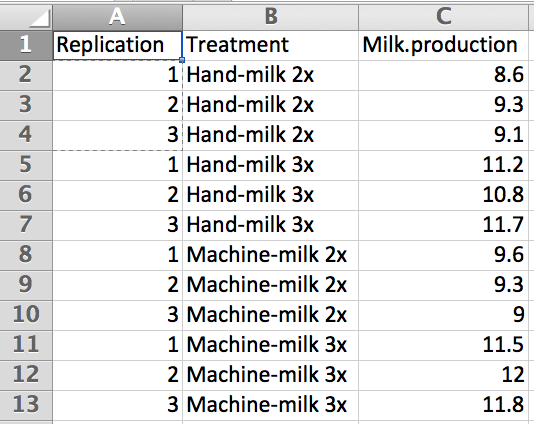 A B C
1 Replication Treatment Milk.production
2 1 Hand-milk 2x 8.6
3 2 Hand-milk 2x 9.3
4 3 Hand-milk 2x 9.1
5 1 Hand-milk 3x 11.2
6 2 Hand-milk 3x 10.8
7 3 Hand-milk 3x 11.7
8 1 Machine-milk 2x 9.6
9 2 Machine-milk 2x 9.3
10 3 Machine-milk 2x 9
11 1 Machine-milk 3x 11.5
12 2 Machine-milk 3x 12
13 3 Machine-milk 3x 11.8